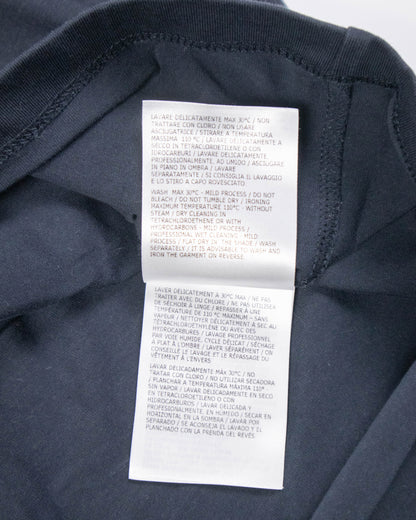 LAVARE DELICATAMENTE MAX 30°C / NON
TRATTARE CON CLORO / NON USARE
ASCIUGATRICE / STIRARE A TEMPERATURA
MASSIMA 110 °C / LAVARE DELICATAMENTE A
SECCO IN TETRACLOROETILENE O CON
IDROCARBURI / LAVARE DELICATAMENTE,
PROFESSIONALMENTE, AD UMIDO / ASCIUGARE
IN PIANO IN OMBRA / LAVARE
SEPARATAMENTE / SI CONSIGLIA IL LAVAGGIO
E LO STIRO A CAPO ROVESCIATO
WASH MAX 30°C - MILD PROCESS / DO NOT
BLEACH / DO NOT TUMBLE DRY / IRONING
MAXIMUM TEMPERATURE 110°C - WITHOUT
STEAM / DRY CLEANING IN
TETRACHLOROETHENE OR WITH
HYDROCARBONS - MILD PROCESS /
PROFESSIONAL WET CLEANING - MILD
PROCESS / FLAT DRY IN THE SHADE / WASH
SEPARATELY / IT IS ADVISABLE TO WASH AND
IRON THE GARMENT ON REVERSE.
LAVER DÉLICATEMENT À 30°C MAX / NE PAS
TRAITER AVEC DU CHLORE / NE PAS UTILISER
DE SÉCHOIR À LINGE / REPASSER À UNE
TEMPÉRATURE DE 110 °C MAXIMUM – SANS
VAPEUR / NETTOYER DÉLICATEMENT À SEC AU
TÉTRACHLOROÉTHYLÈNE OU AVEC DES
HYDROCARBURES / LAVAGE PROFESSIONNEL
PAR VOIE HUMIDE, CYCLE DÉLICAT / SÉCHAGE
À PLAT À L'OMBRE / LAVER SÉPARÉMENT / ON
CONSEILLE LE LAVAGE ET LE REPASSAGE DU
VÊTEMENT À L'ENVERS
LAVAR DELICADAMENTE MÁX 30°C / NO
TRATAR CON CLORO / NO UTILIZAR SECADORA
/ PLANCHAR A TEMPERATURA MÁXIMA 110°
SIN VAPOR / LAVAR DELICADAMENTE EN SECO
EN TETRACLOROETILENO O CON
HIDROCARBUROS / LAVAR DELICADA Y
PROFESIONALMENTE, EN HÚMEDO / SECAR EN
HORIZONTAL EN LA SOMBRA / LAVAR POR
SEPARADO / SE ACONSEJA EL LAVADO Y EL
PLANCHADO CON LA PRENDA DEL REVÉS